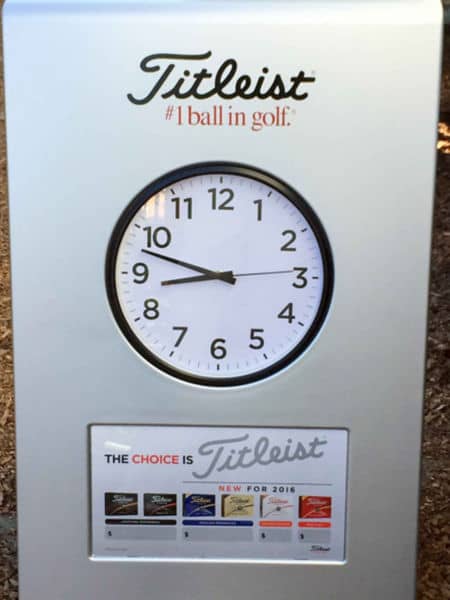 Titleist®
#1 ball in golf.®
12
11 1
10 2
9 3
8 4
7 5
6
THE CHOICE IS Titleist
NEW FOR 2016
$ $ $ $
Titleist